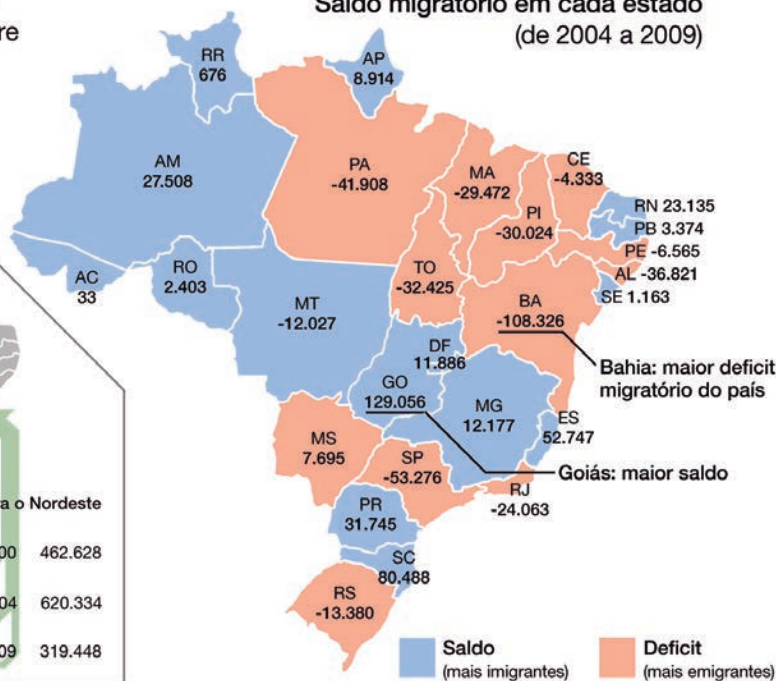 Saldo migratório em cada estado
(de 2004 a 2009)
re
RR
676
AP
8.914
AM
27.508
PA
-41.908
MA
-29.472
CE
-4.333
PI
-30.024
RN 23.135
PB 3.374
PE -6.565
AL -36.821
SE 1.163
AC
33
RO
2.403
TO
-32.425
MT
-12.027
BA
-108.326
DF
11.886
GO
129.056
Bahia: maior deficit
migratório do país
MG
12.177
ES
52.747
MS
7.695
SP
-53.276
Goiás: maior saldo
RJ
-24.063
PR
31.745
SC
80.488
RS
-13.380
a o Nordeste
00 462.628
04 620.334
09 319.448
Saldo
(mais imigrantes)
Deficit
(mais emigrantes)